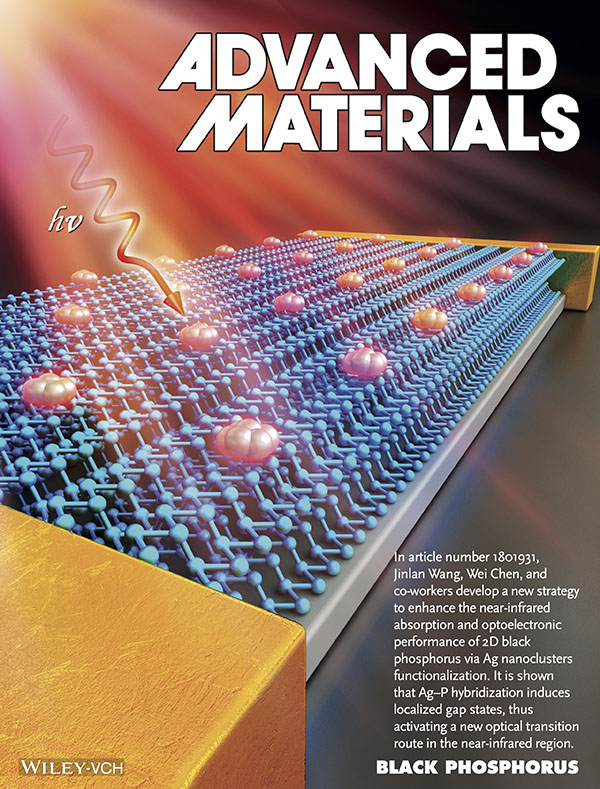 ADVANCED
MATERIALS
hν
In article number 1801931,
Jinlan Wang, Wei Chen, and
co-workers develop a new strategy
to enhance the near-infrared
absorption and optoelectronic
performance of 2D black
phosphorus via Ag nanoclusters
functionalization. It is shown
that Ag–P hybridization induces
localized gap states, thus
activating a new optical transition
route in the near-infrared region.
WILEY-VCH
BLACK PHOSPHORUS